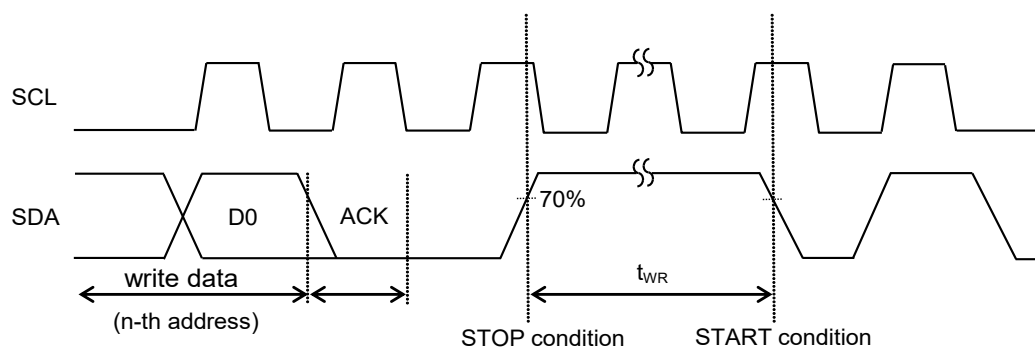 SCL
SDA
D0
ACK
70%
write data
(n-th address)
tWR
STOP condition
START condition